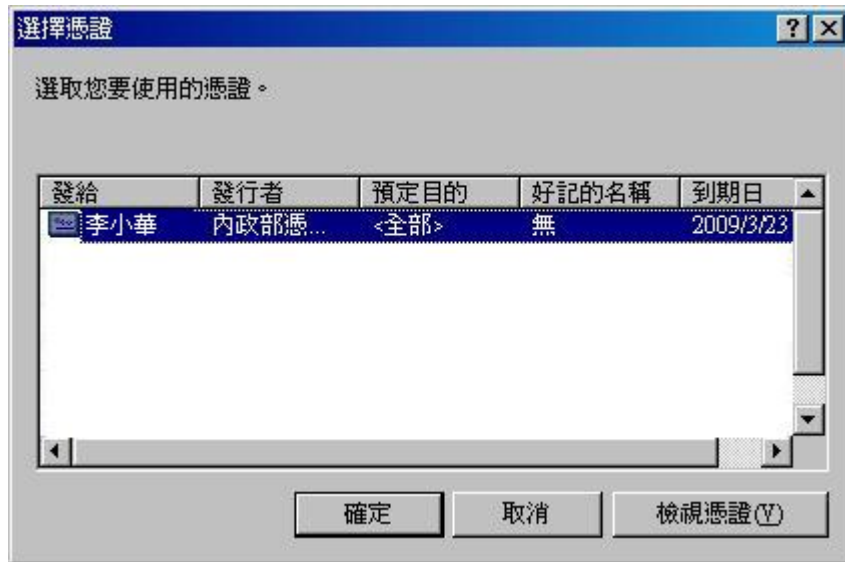 選擇憑證
選取您要使用的憑證。
發給 發行者 預定目的 好記的名稱 到期日
李小華 內政部憑... <全部> 無 2009/3/23
確定 取消 檢視憑證(V)